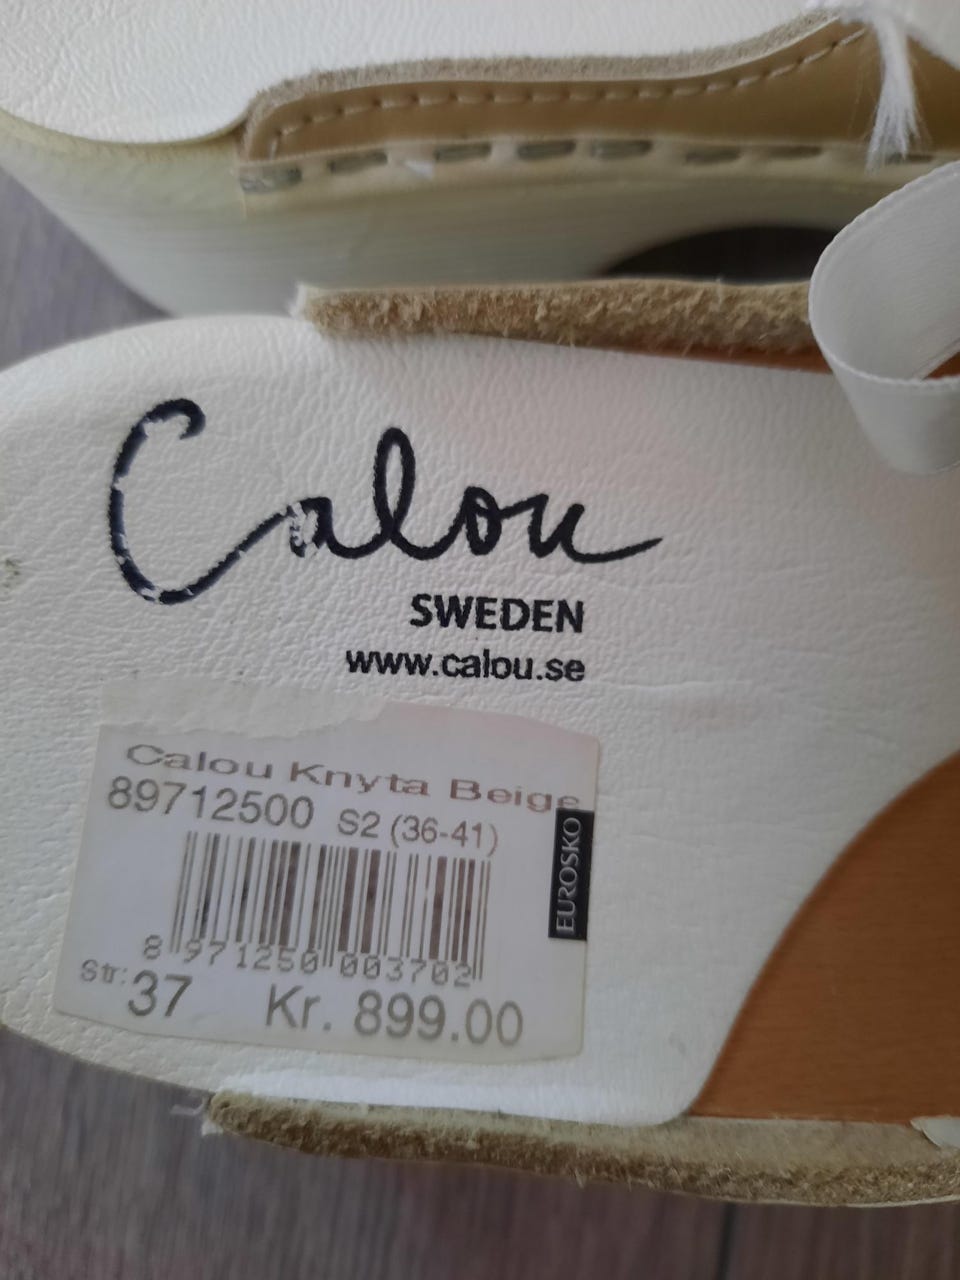 Calou
SWEDEN
www.calou.se
Calou Knyta Beige
89712500 S2 (36-41)
EUROSKO
8 971250 003702
Str: 37 Kr. 899.00